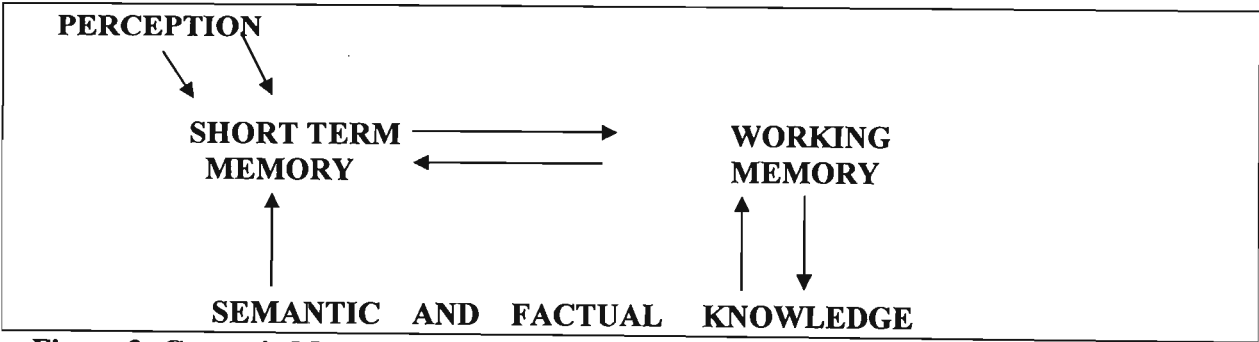 PERCEPTION
SHORT TERM
MEMORY
WORKING
MEMORY
SEMANTIC AND FACTUAL KNOWLEDGE